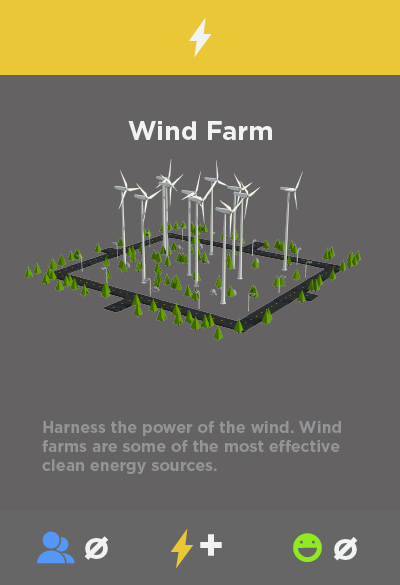 Wind Farm
Harness the power of the wind. Wind
farms are some of the most effective
clean energy sources.
Ø + Ø